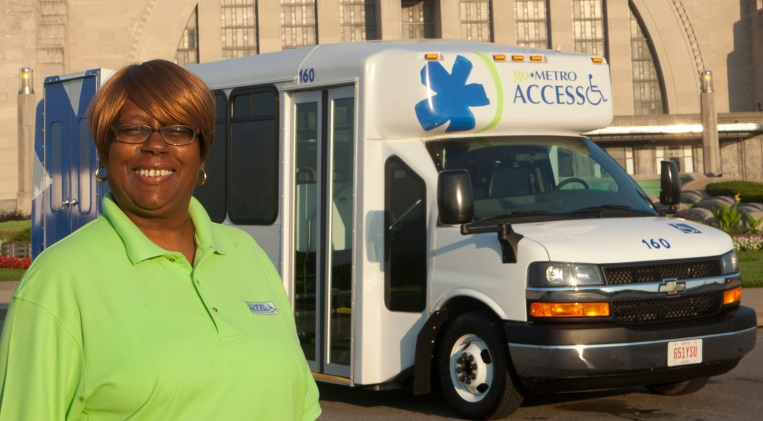 160
go*METRO
ACCESS
160
651YSU